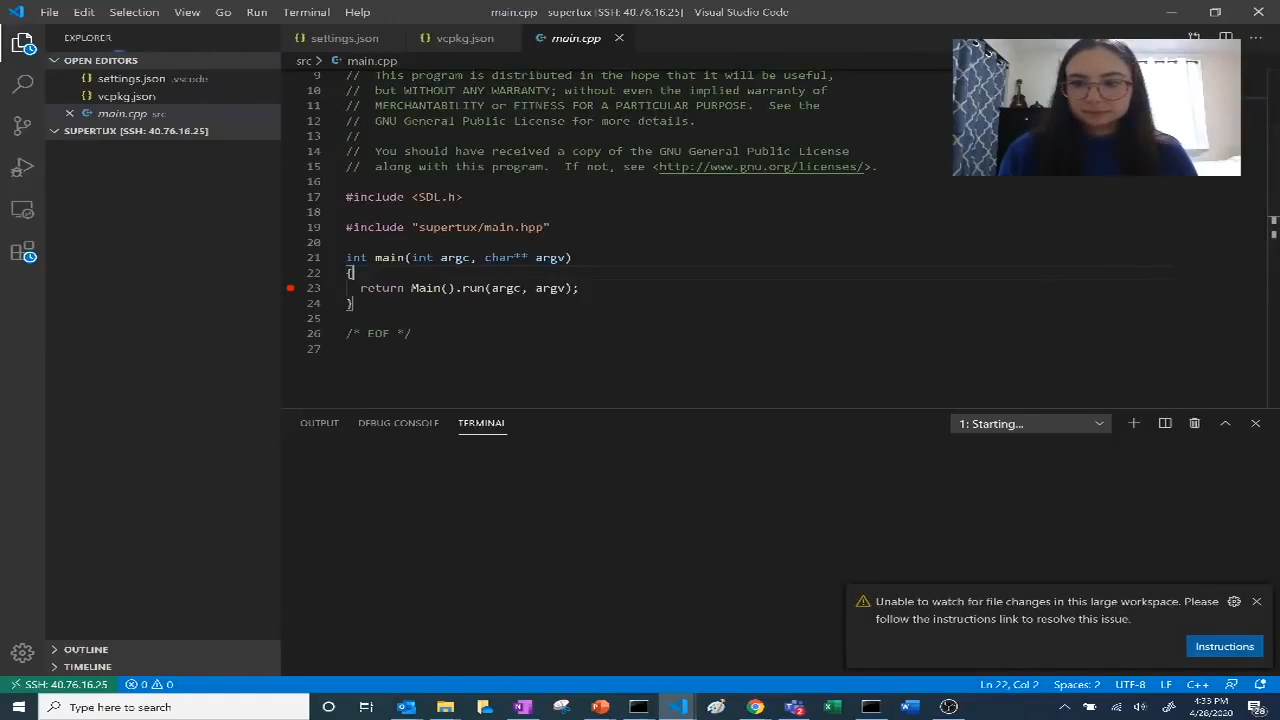 File Edit Selection View Go Run Terminal Help
main.cpp - supertux [SSH: 40.76.16.25] - Visual Studio Code
EXPLORER
settings.json
vcpkg.json
main.cpp
OPEN EDITORS
settings.json .vscode
vcpkg.json
main.cpp src
SUPERTUX [SSH: 40.76.16.25]
src > main.cpp
9 // This program is distributed in the hope that it will be useful,
10 // but WITHOUT ANY WARRANTY; without even the implied warranty of
11 // MERCHANTABILITY or FITNESS FOR A PARTICULAR PURPOSE. See the
12 // GNU General Public License for more details.
13 //
14 // You should have received a copy of the GNU General Public License
15 // along with this program. If not, see <http://www.gnu.org/licenses/>.
16
17 #include <SDL.h>
18
19 #include "supertux/main.hpp"
20
21 int main(int argc, char** argv)
22 {
23 return Main().run(argc, argv);
24 }
25
26 /* EOF */
27
OUTPUT DEBUG CONSOLE TERMINAL
1: Starting...
Unable to watch for file changes in this large workspace. Please
follow the instructions link to resolve this issue.
Instructions
OUTLINE
TIMELINE
SSH: 40.76.16.25 0 0
Ln 22, Col 2 Spaces: 2 UTF-8 LF C++
Type here to search
4:33 PM
4/28/2020
28